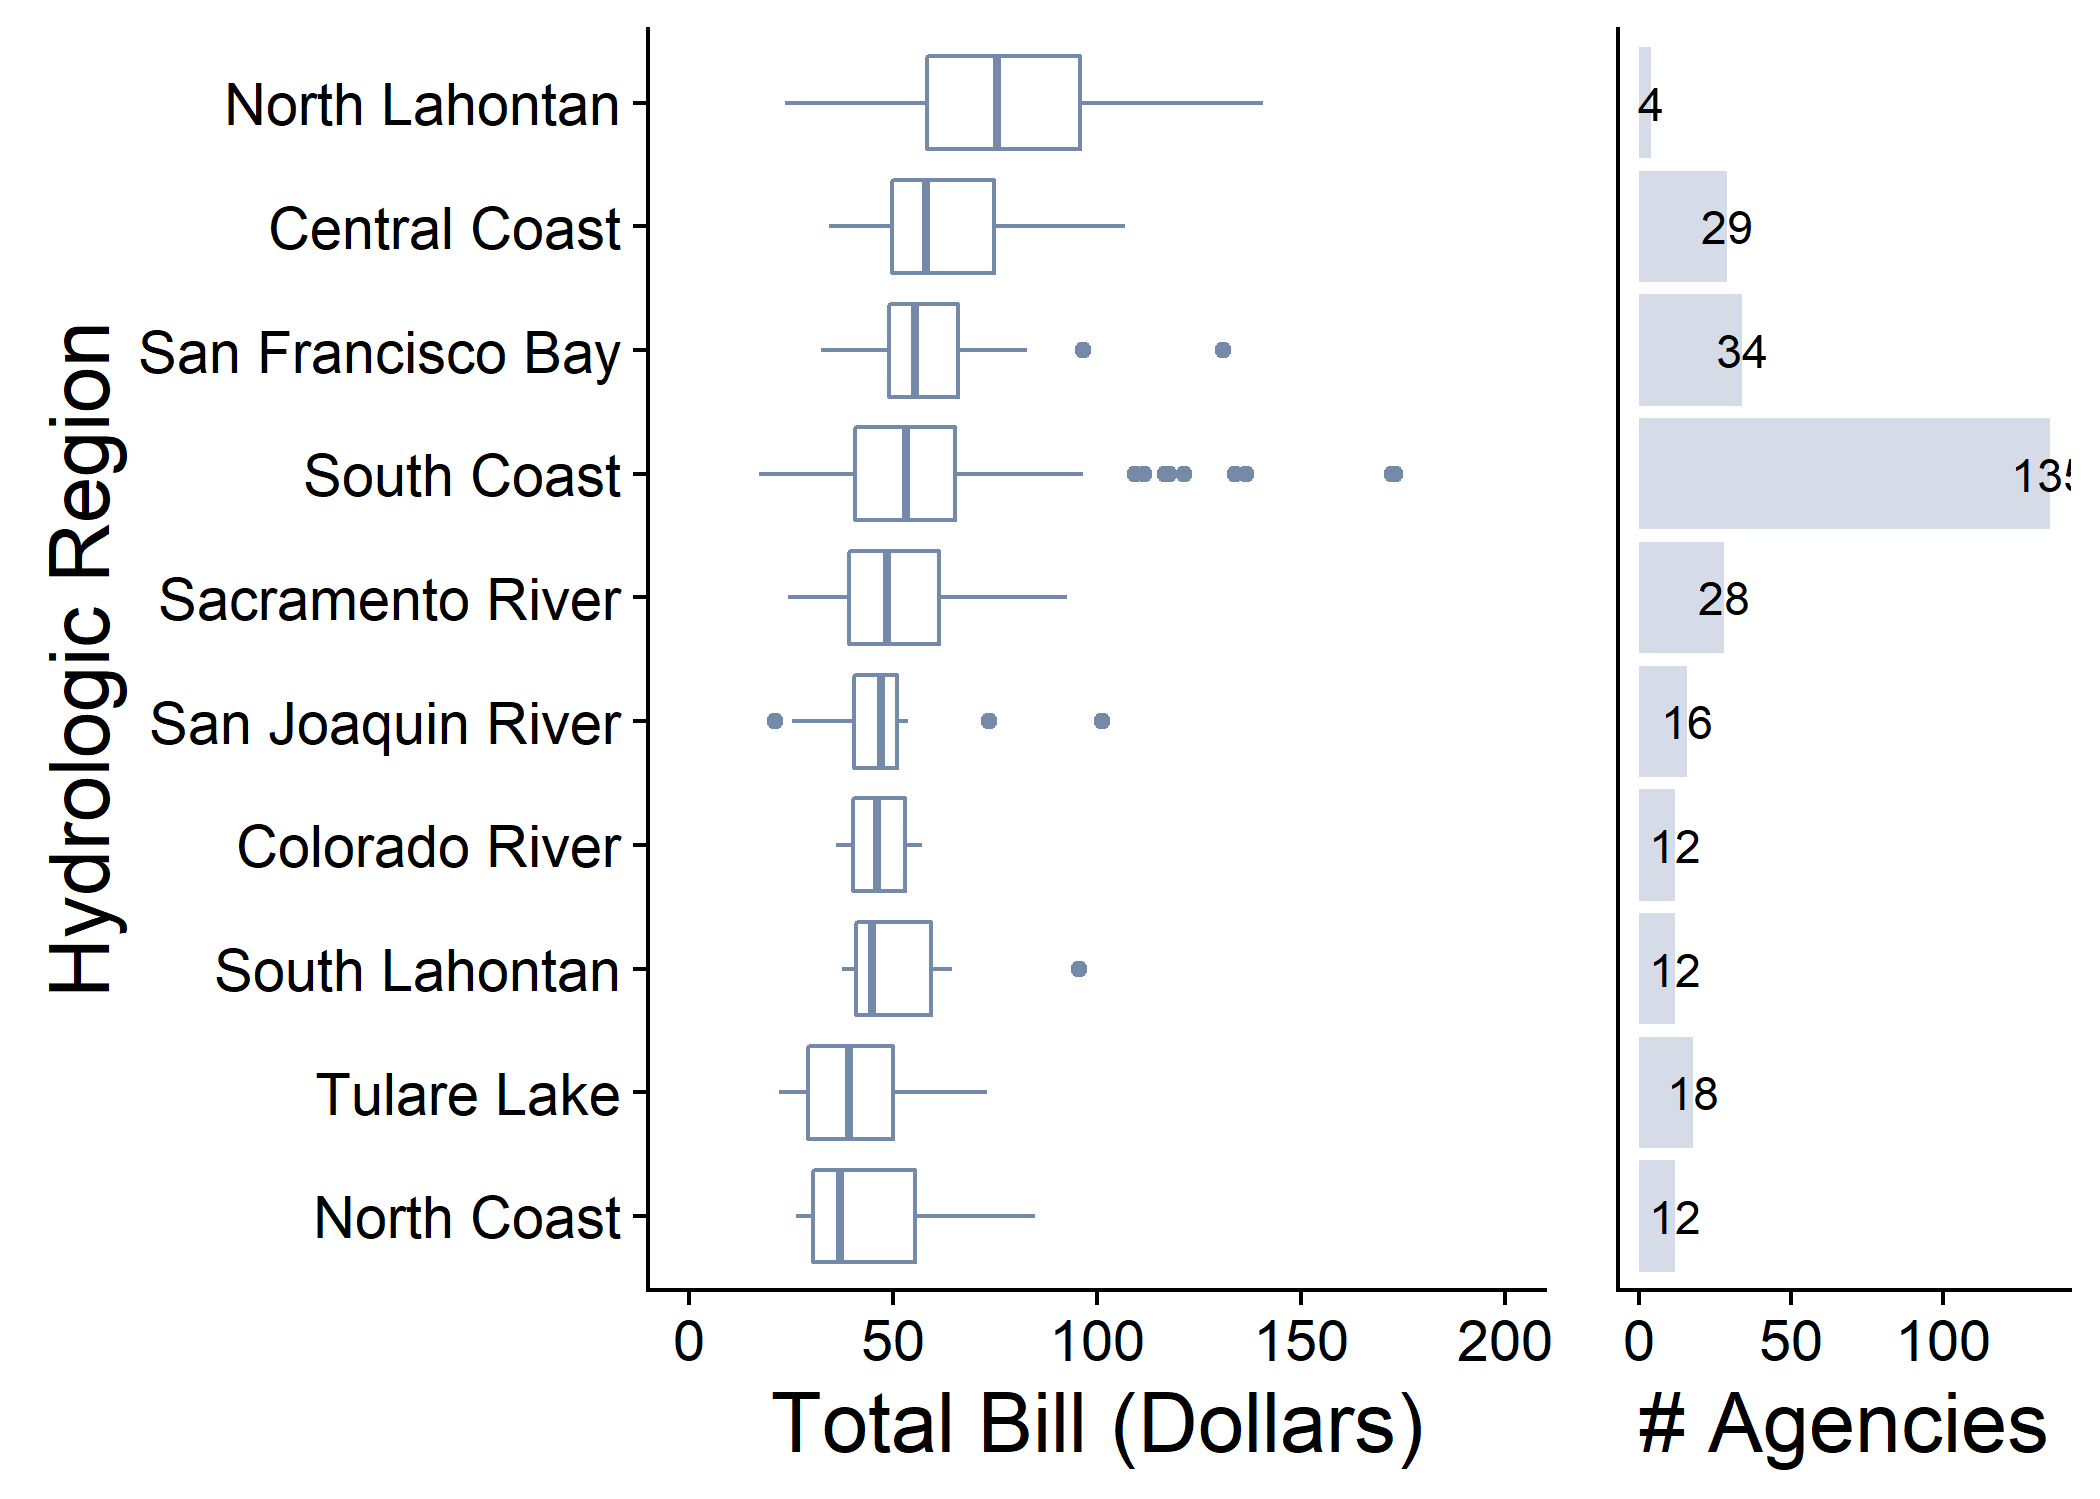 Hydrologic Region
North Lahontan
Central Coast
San Francisco Bay
South Coast
Sacramento River
San Joaquin River
Colorado River
South Lahontan
Tulare Lake
North Coast
0 50 100 150 200
Total Bill (Dollars)
4
29
34
135
28
16
12
12
18
12
0 50 100
# Agencies